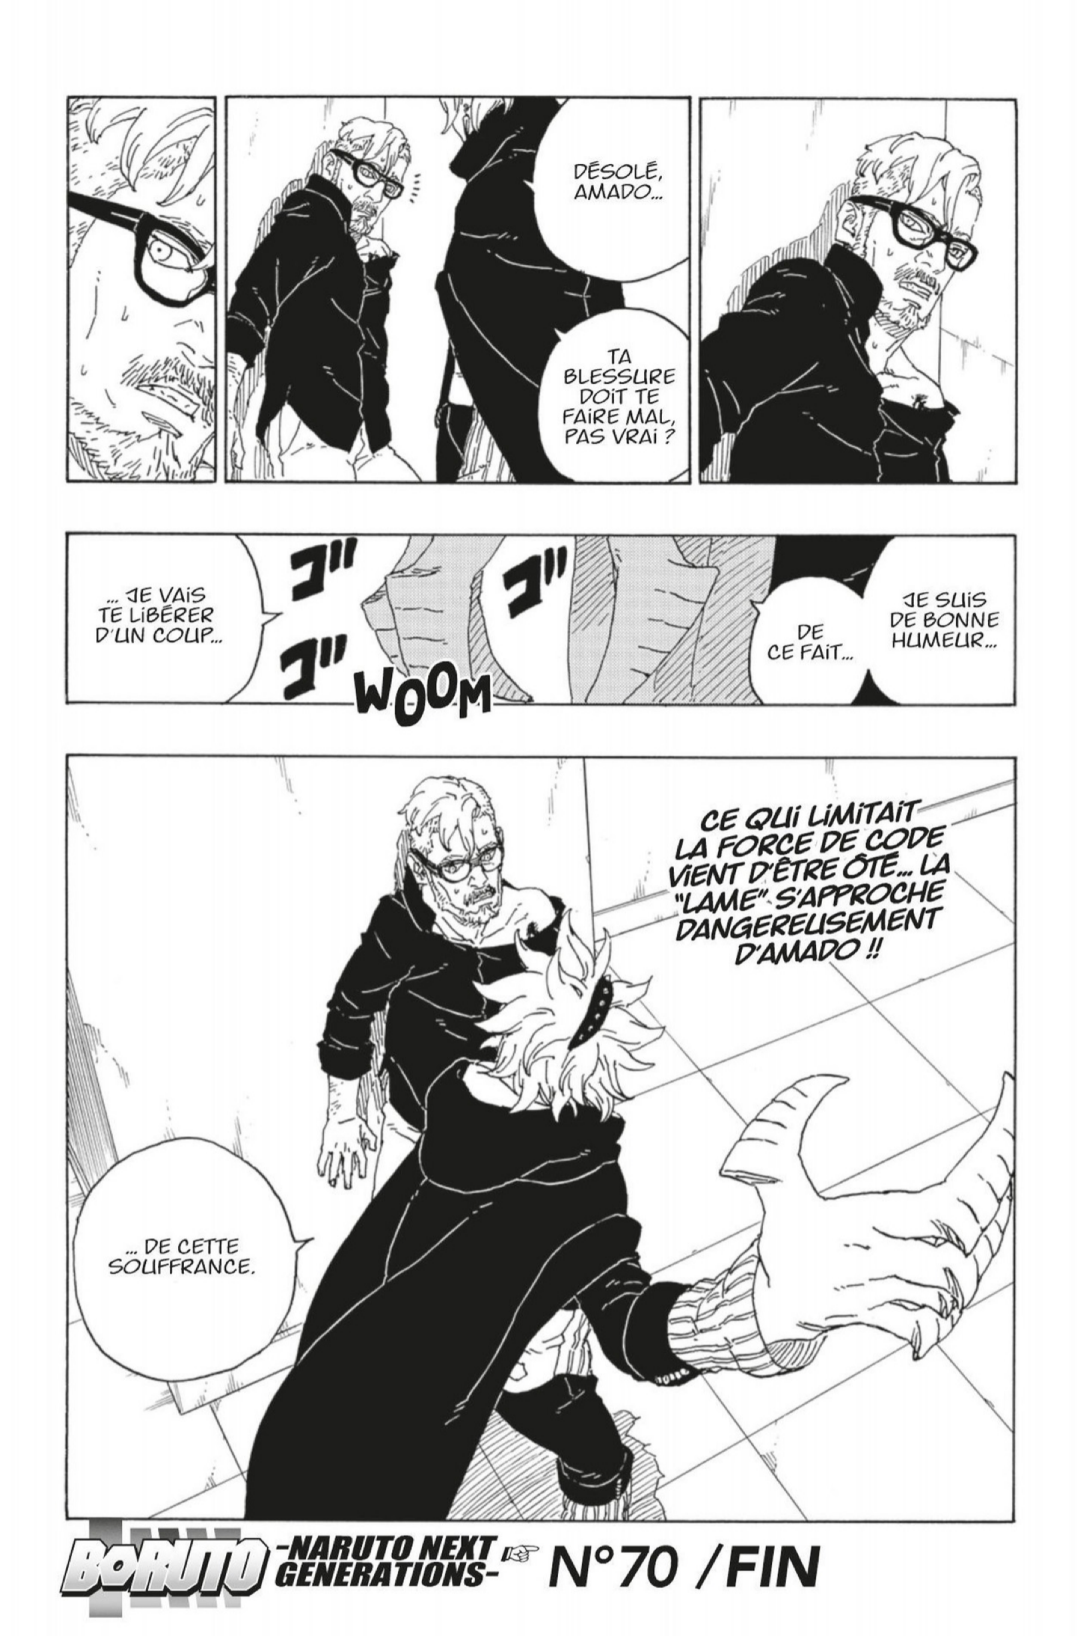 DÉSOLÉ,
AMADO...
TA
BLESSURE
DOIT TE
FAIRE MAL,
PAS VRAI ?
JE SUIS
DE BONNE
HUMEUR...
DE
CE FAIT...
... JE VAIS
TE LIBÉRER
D'UN COUP...
ゴ
ゴ
ゴ
WOOM
CE QUI LIMITAIT
LA FORCE DE CODE
VIENT D'ÊTRE ÔTÉ... LA
"LAME" S'APPROCHE
DANGEREUSEMENT
D'AMADO !!
... DE CETTE
SOUFFRANCE.
BORUTO
-NARUTO NEXT
GENERATIONS-
☞ N°70 /FIN